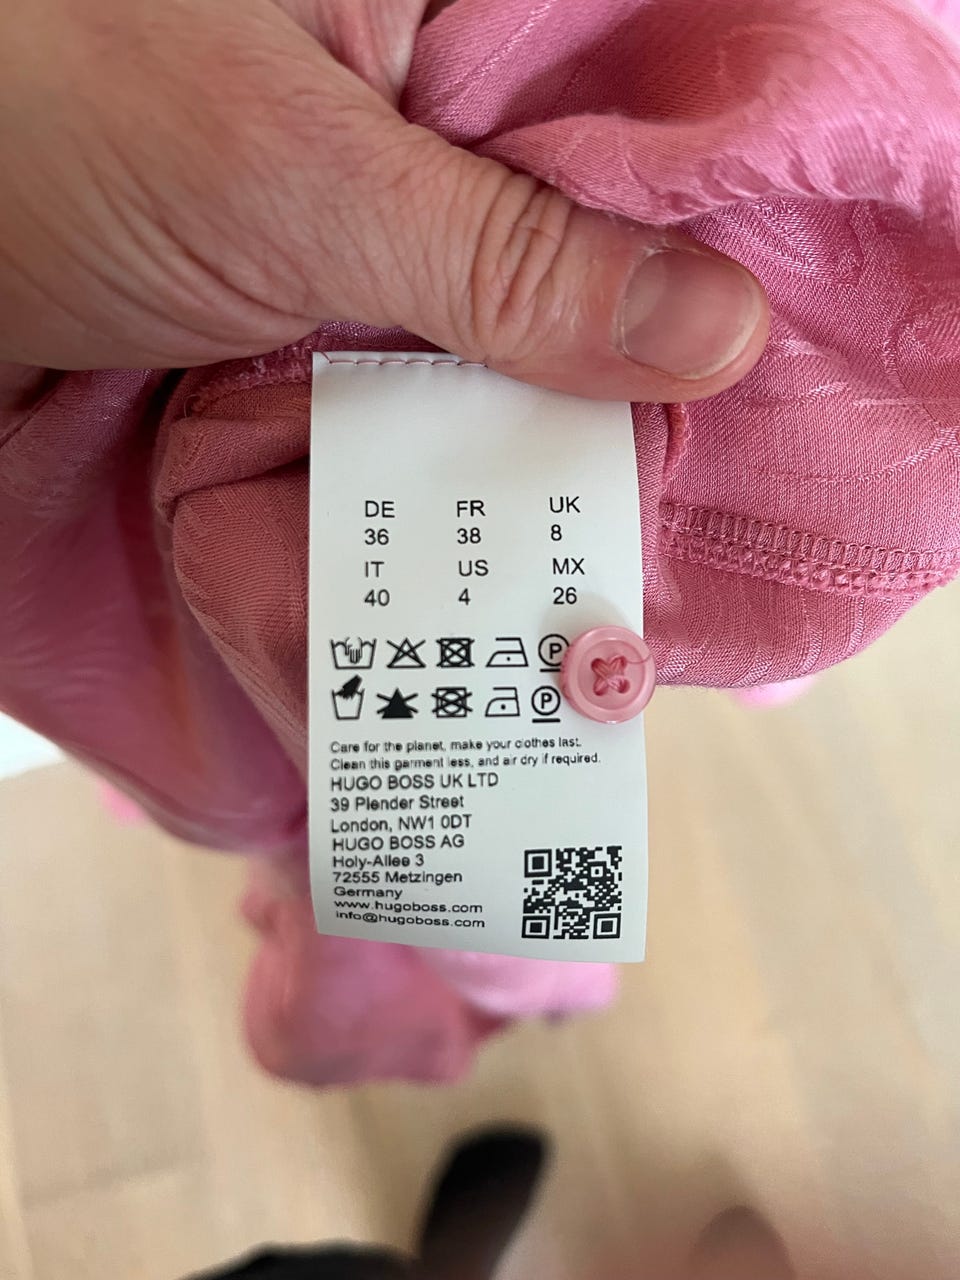 DE FR UK
36 38 8
IT US MX
40 4 26
P
P
Care for the planet, make your clothes last.
Clean this garment less, and air dry if required.
HUGO BOSS UK LTD
39 Plender Street
London, NW1 0DT
HUGO BOSS AG
Holy-Allee 3
72555 Metzingen
Germany
www.hugoboss.com
info@hugoboss.com